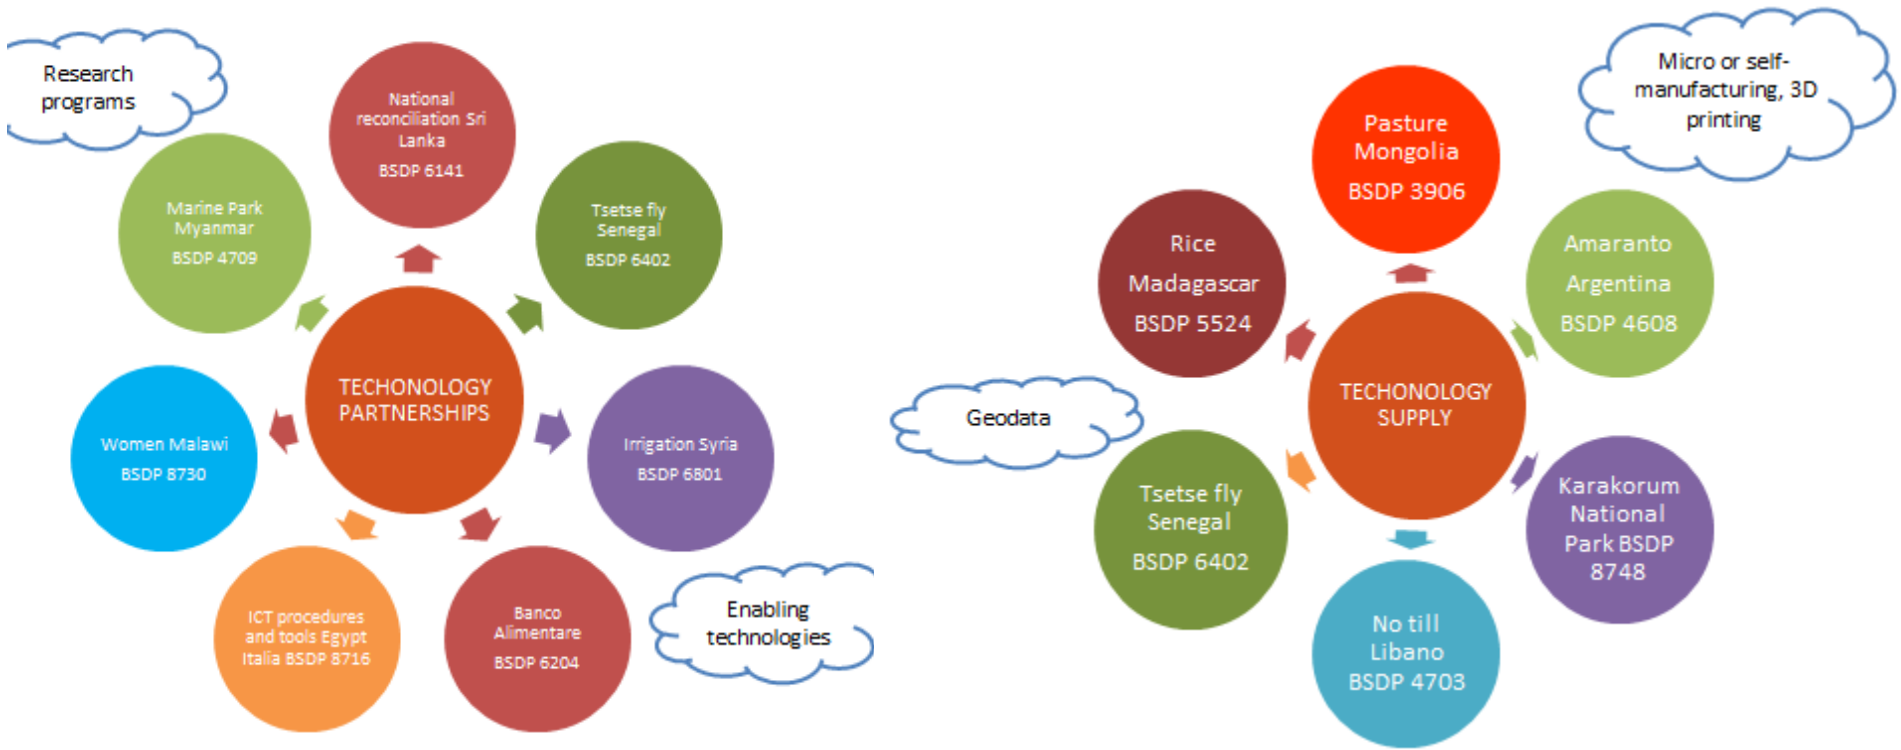 Research
programs
National
reconciliation Sri
Lanka
BSDP 6141
Marine Park
Myanmar
BSDP 4709
Tsetse fly
Senegal
BSDP 6402
TECHONOLOGY
PARTNERSHIPS
Women Malawi
BSDP 8730
Irrigation Syria
BSDP 6801
ICT procedures
and tools Egypt
Italia BSDP 8716
Banco
Alimentare
BSDP 6204
Enabling
technologies
Micro or self-
manufacturing, 3D
printing
Pasture
Mongolia
BSDP 3906
Rice
Madagascar
BSDP 5524
Amaranto
Argentina
BSDP 4608
Geodata
TECHONOLOGY
SUPPLY
Tsetse fly
Senegal
BSDP 6402
Karakorum
National
Park BSDP
8748
No till
Libano
BSDP 4703